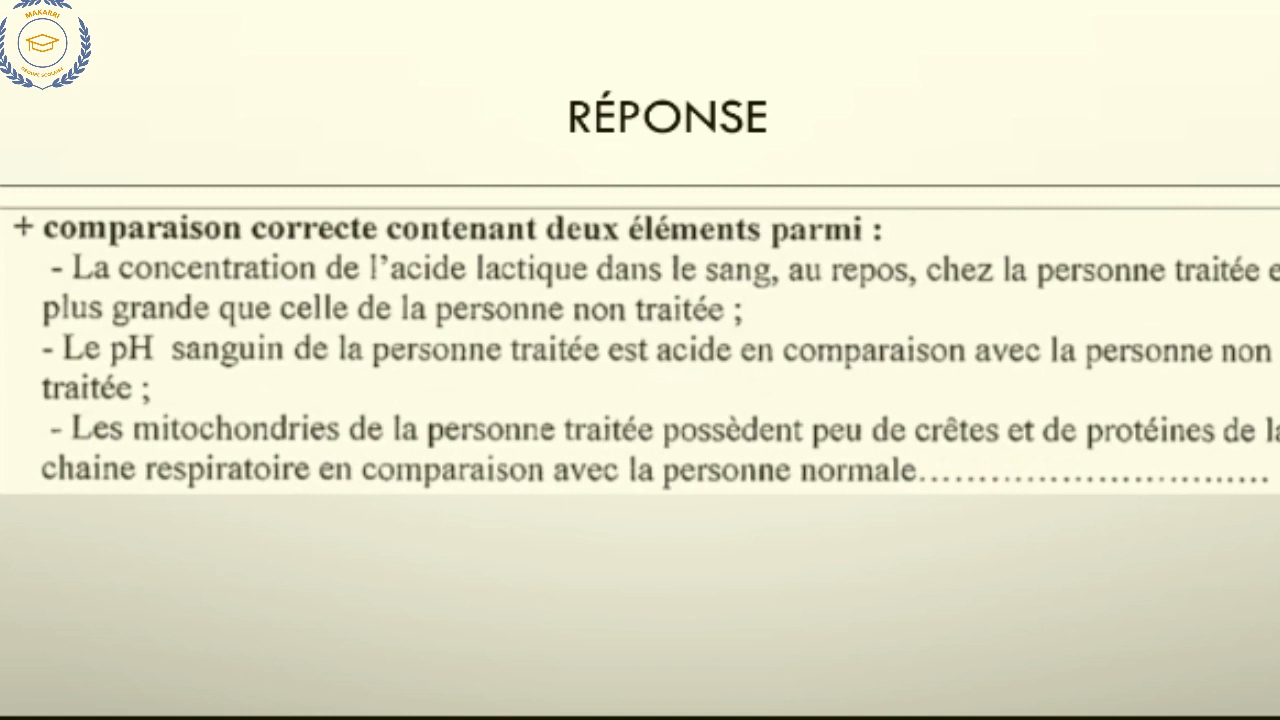 MAKARRI
GROUPE SCOLAIRE
RÉPONSE
+ comparaison correcte contenant deux éléments parmi :
- La concentration de l'acide lactique dans le sang, au repos, chez la personne traitée
plus grande que celle de la personne non traitée ;
- Le pH sanguin de la personne traitée est acide en comparaison avec la personne non
traitée ;
- Les mitochondries de la personne traitée possèdent peu de crêtes et de protéines de
chaine respiratoire en comparaison avec la personne normale..............................